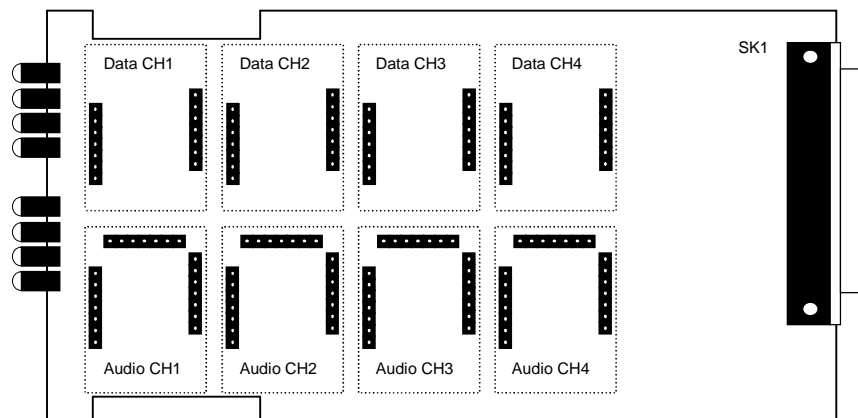 Data CH1
Data CH2
Data CH3
Data CH4
SK1
Audio CH1
Audio CH2
Audio CH3
Audio CH4